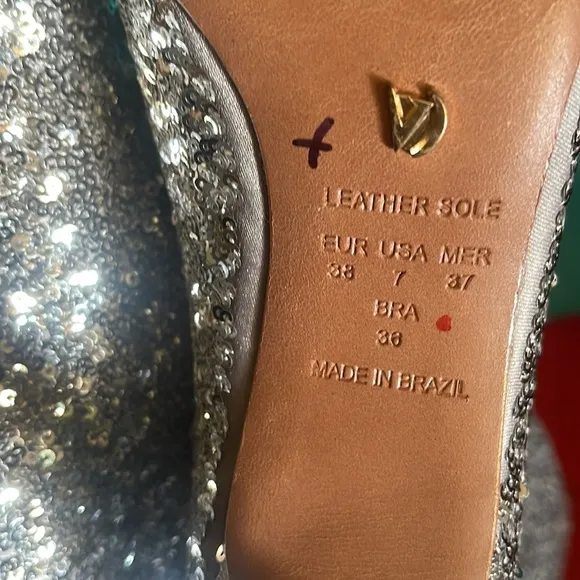 LEATHER SOLE
EUR USA MER
38 7 37
BRA
36
MADE IN BRAZIL